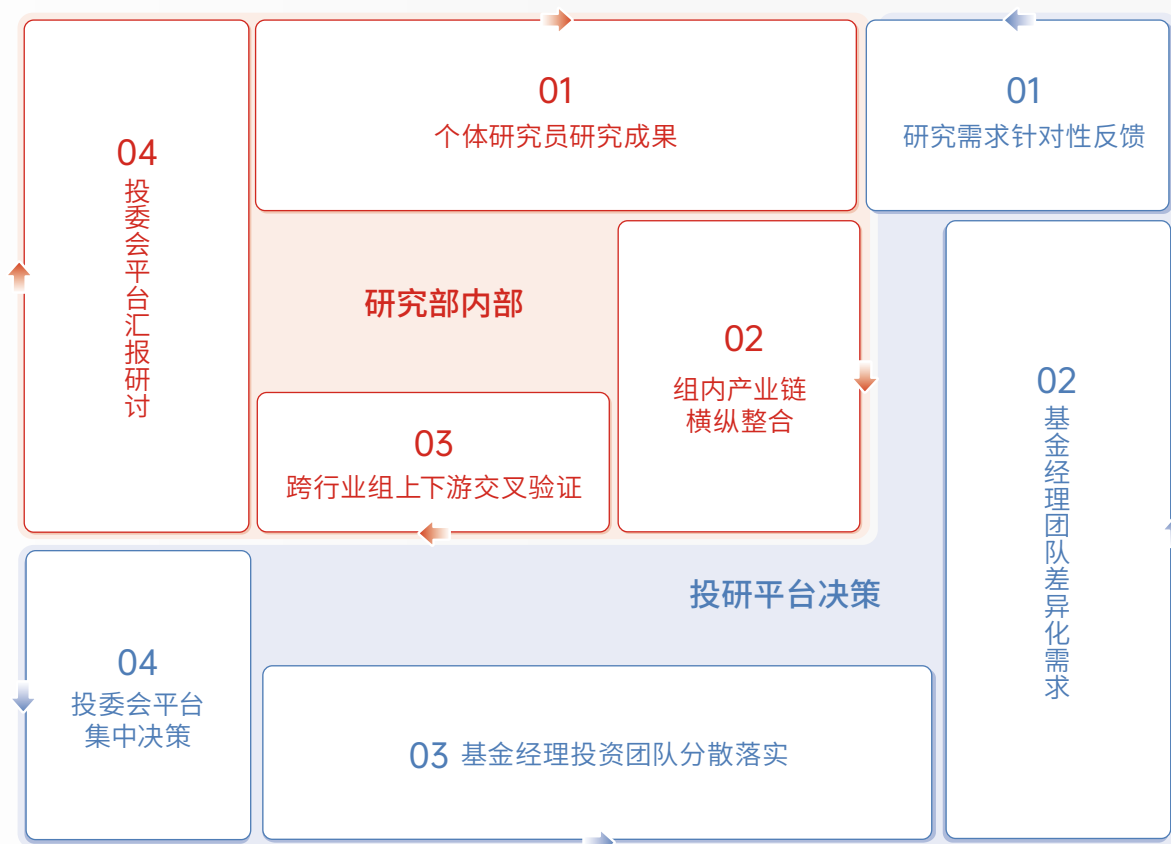 01
个体研究员研究成果
02
组内产业链
横纵整合
03
跨行业组上下游交叉验证
04
投委会平台汇报研讨
研究部内部
01
研究需求针对性反馈
02
基金经理团队差异化需求
03 基金经理投资团队分散落实
04
投委会平台
集中决策
投研平台决策